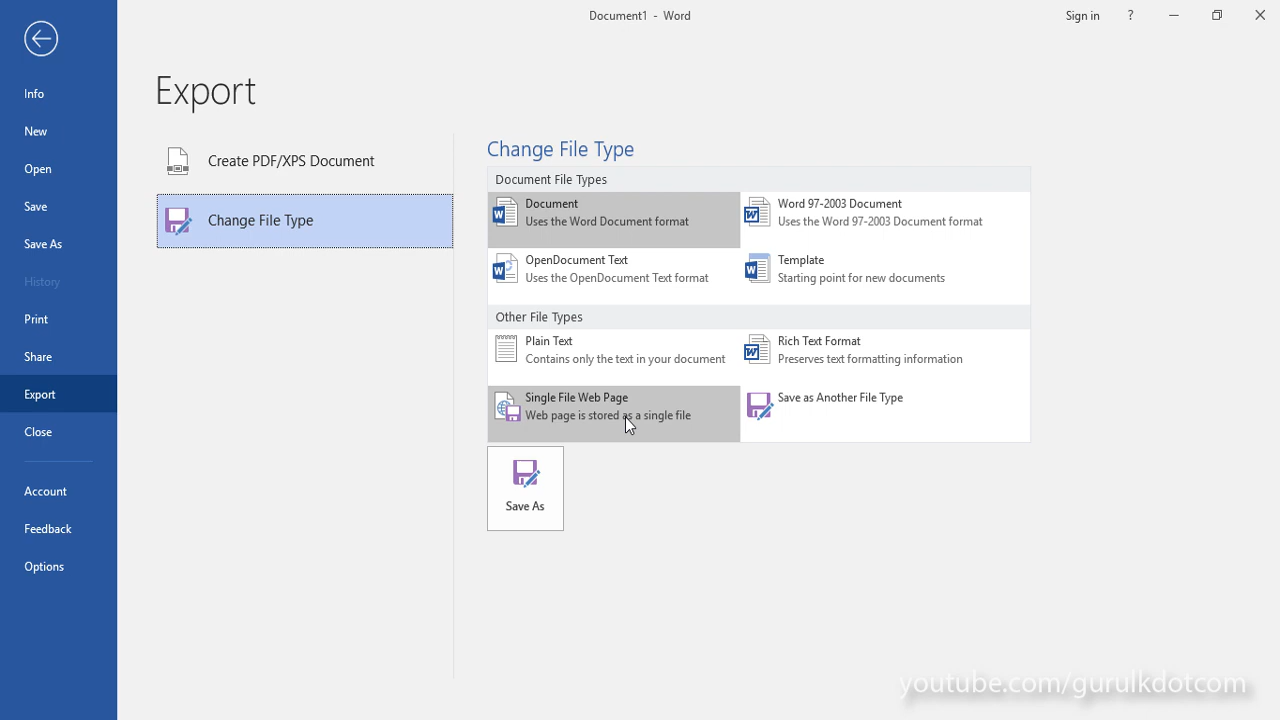 Document1 - Word
Sign in
?
Info
New
Open
Save
Save As
History
Print
Share
Export
Close
Account
Feedback
Options
Export
Create PDF/XPS Document
Change File Type
Change File Type
Document File Types
Document
Uses the Word Document format
Word 97-2003 Document
Uses the Word 97-2003 Document format
OpenDocument Text
Uses the OpenDocument Text format
Template
Starting point for new documents
Other File Types
Plain Text
Contains only the text in your document
Rich Text Format
Preserves text formatting information
Single File Web Page
Web page is stored as a single file
Save as Another File Type
Save As
youtube.com/gurulkdotcom